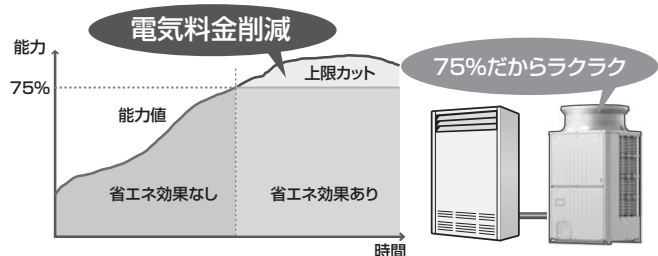 電気料金削減
能力
75%
上限カット
75%だからラクラク
能力値
省エネ効果なし
省エネ効果あり
時間